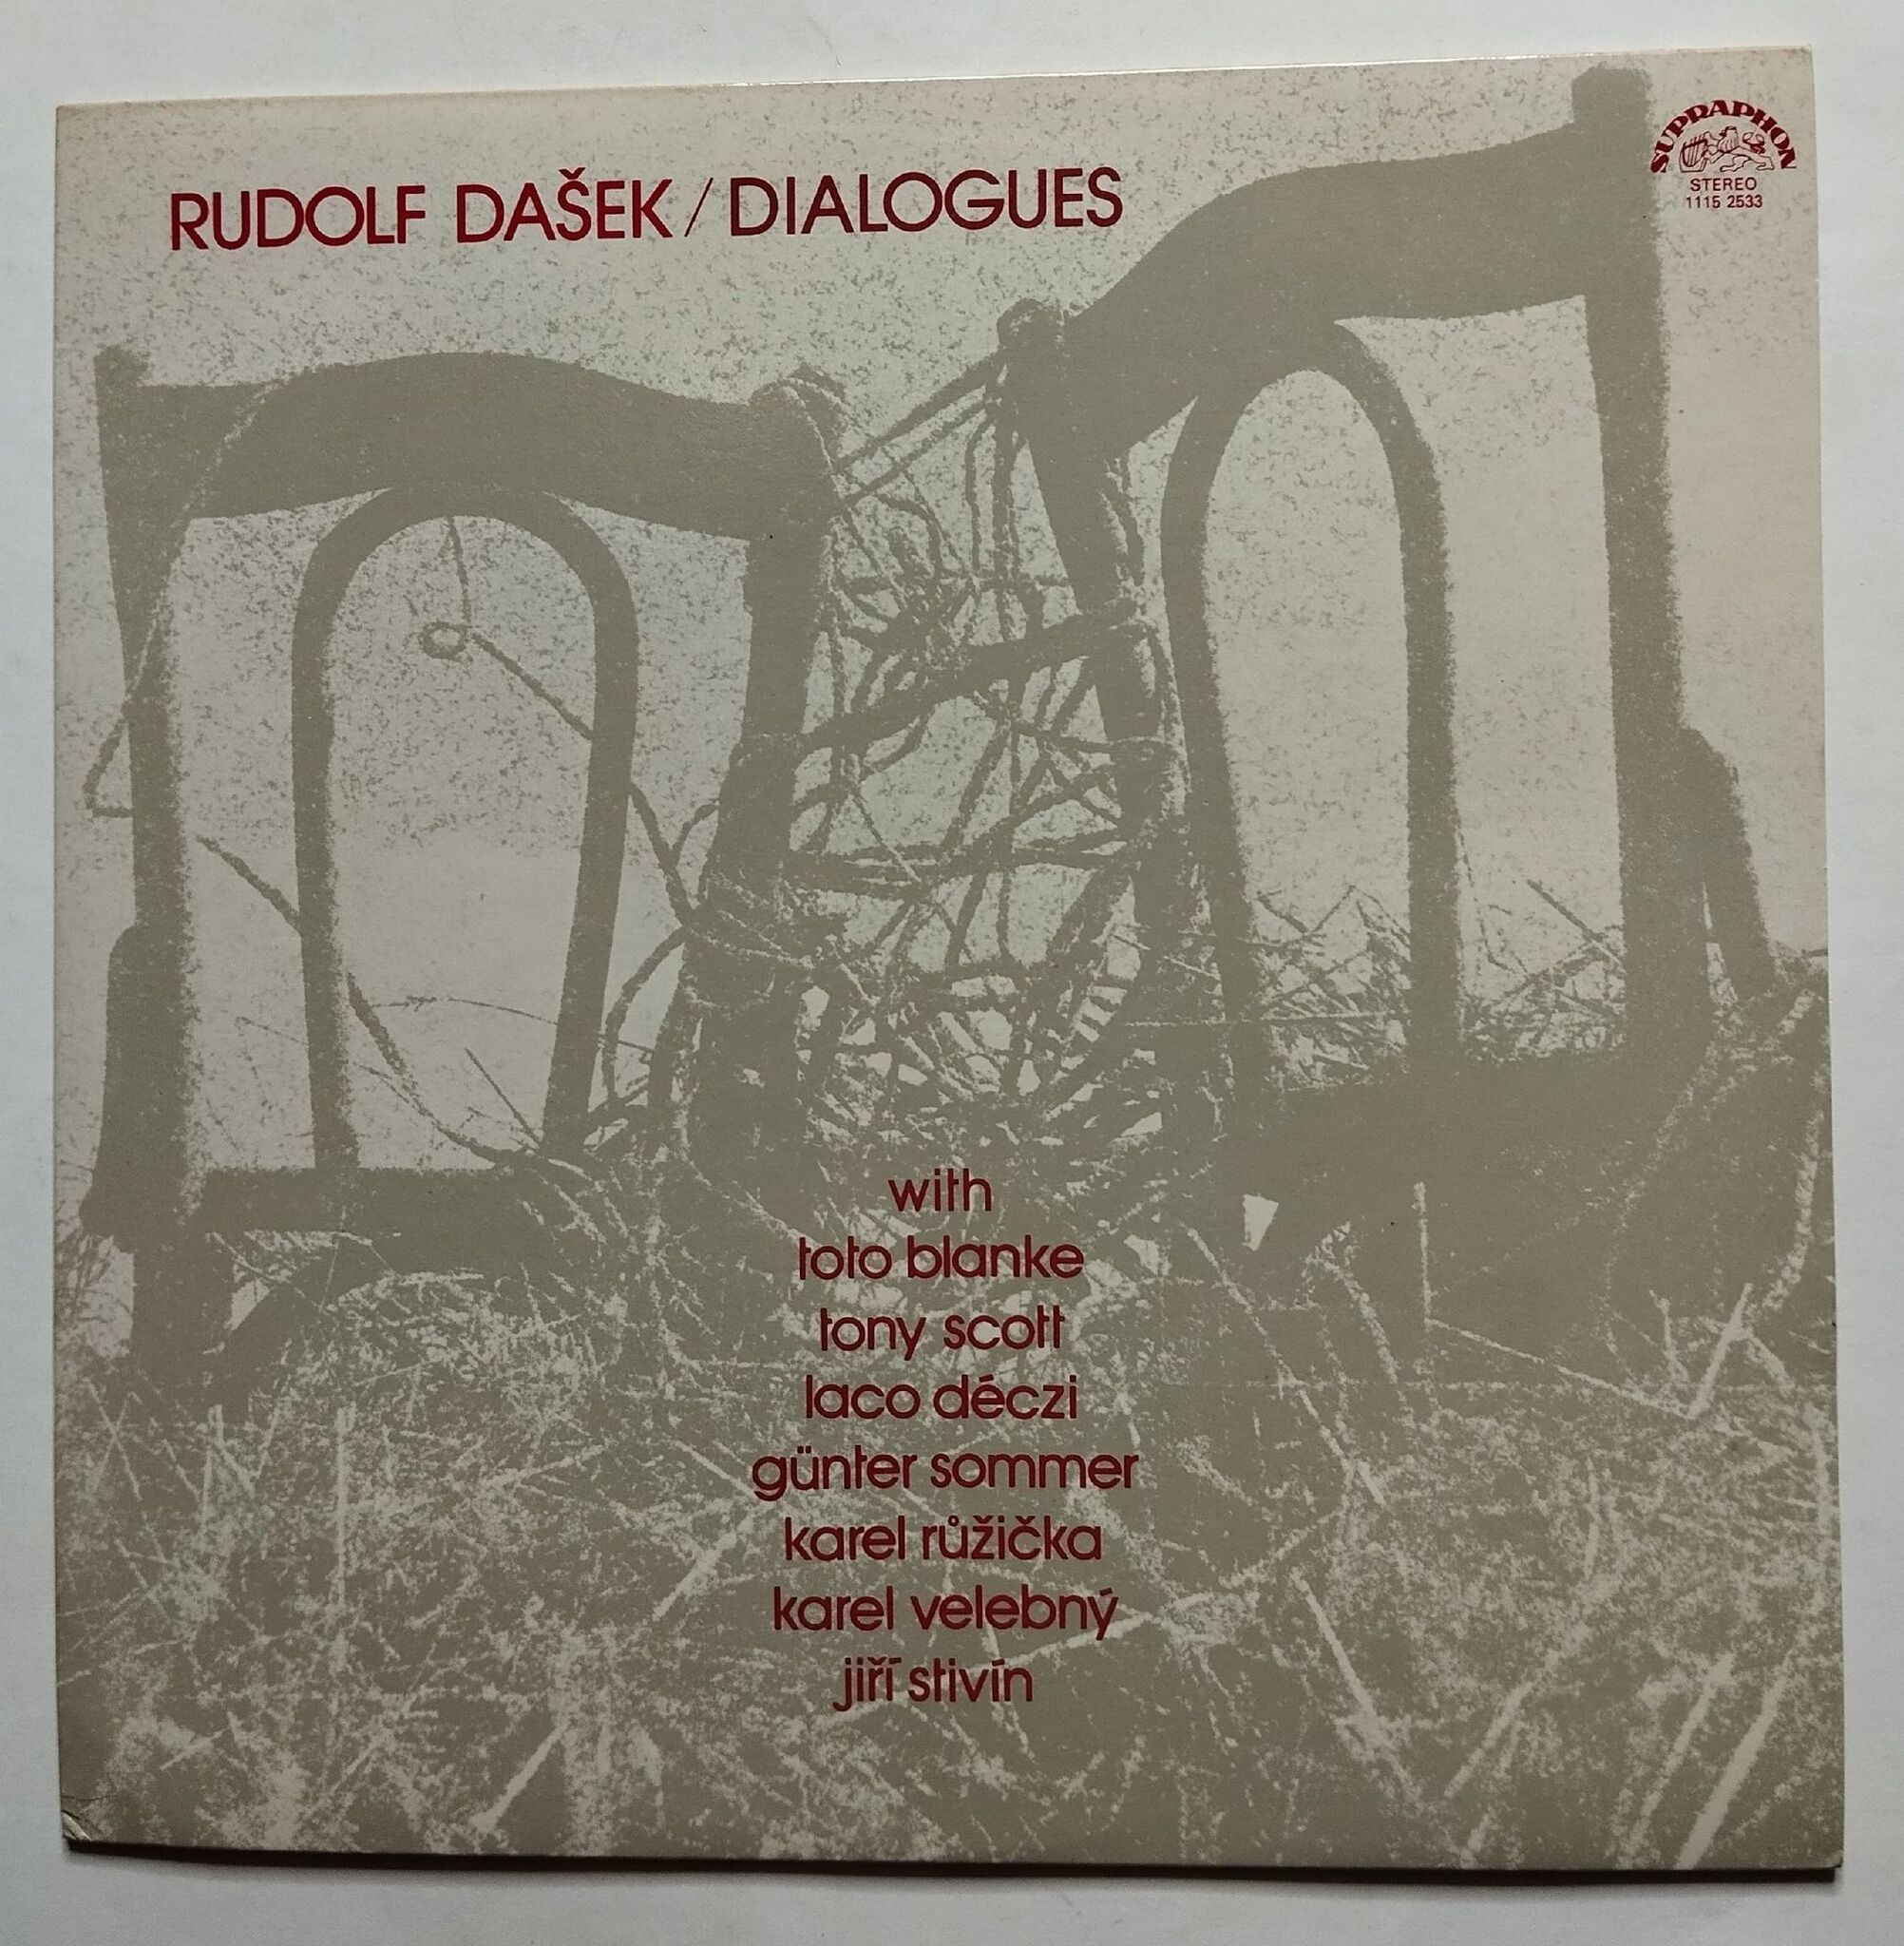 SUPRAPHON
STEREO
1115 2533
RUDOLF DAŠEK / DIALOGUES
with
toto blanke
tony scott
laco déczi
günter sommer
karel růžička
karel velebný
jiří stivín